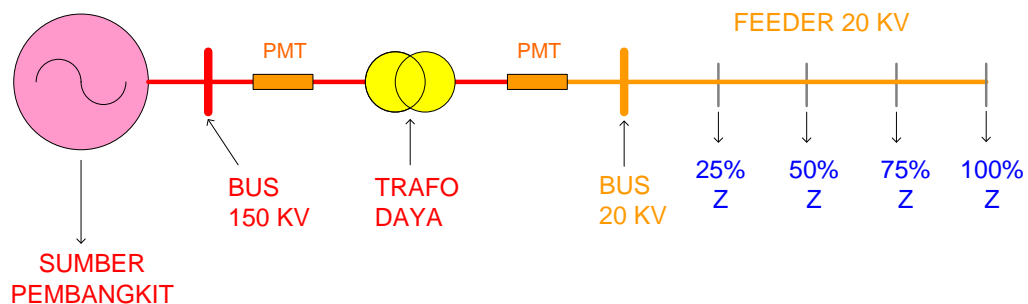 FEEDER 20 KV
PMT
PMT
BUS
150 KV
TRAFO
DAYA
BUS
20 KV
25%
Z
50%
Z
75%
Z
100%
Z
SUMBER
PEMBANGKIT